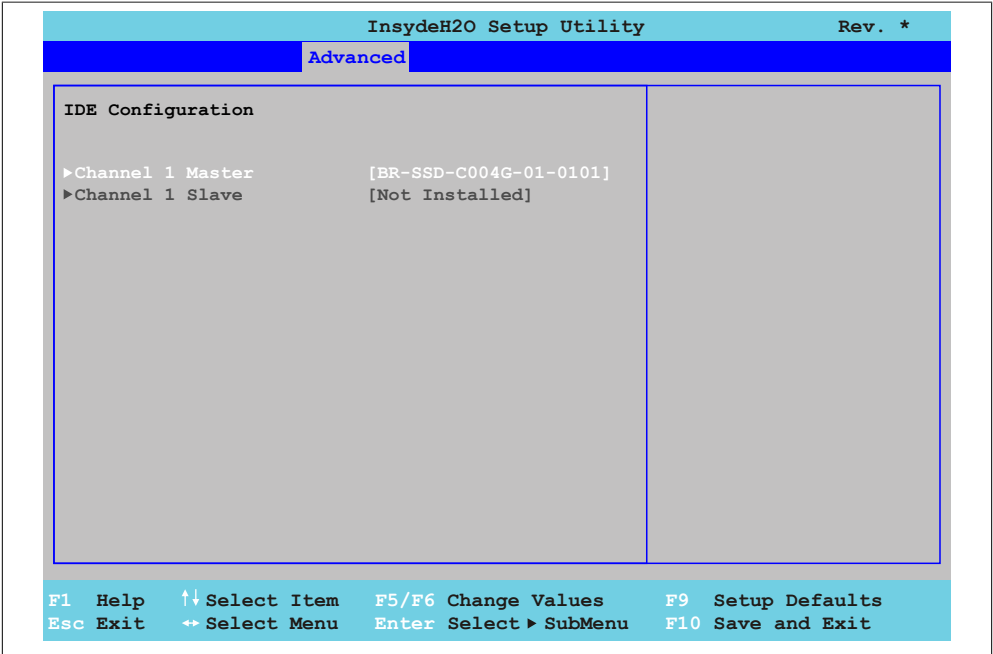 InsydeH2O Setup Utility Rev. *
Advanced
IDE Configuration
▶Channel 1 Master [BR-SSD-C004G-01-0101]
▶Channel 1 Slave [Not Installed]
F1 Help ↑↓ Select Item F5/F6 Change Values F9 Setup Defaults
Esc Exit ↔ Select Menu Enter Select ▶ SubMenu F10 Save and Exit